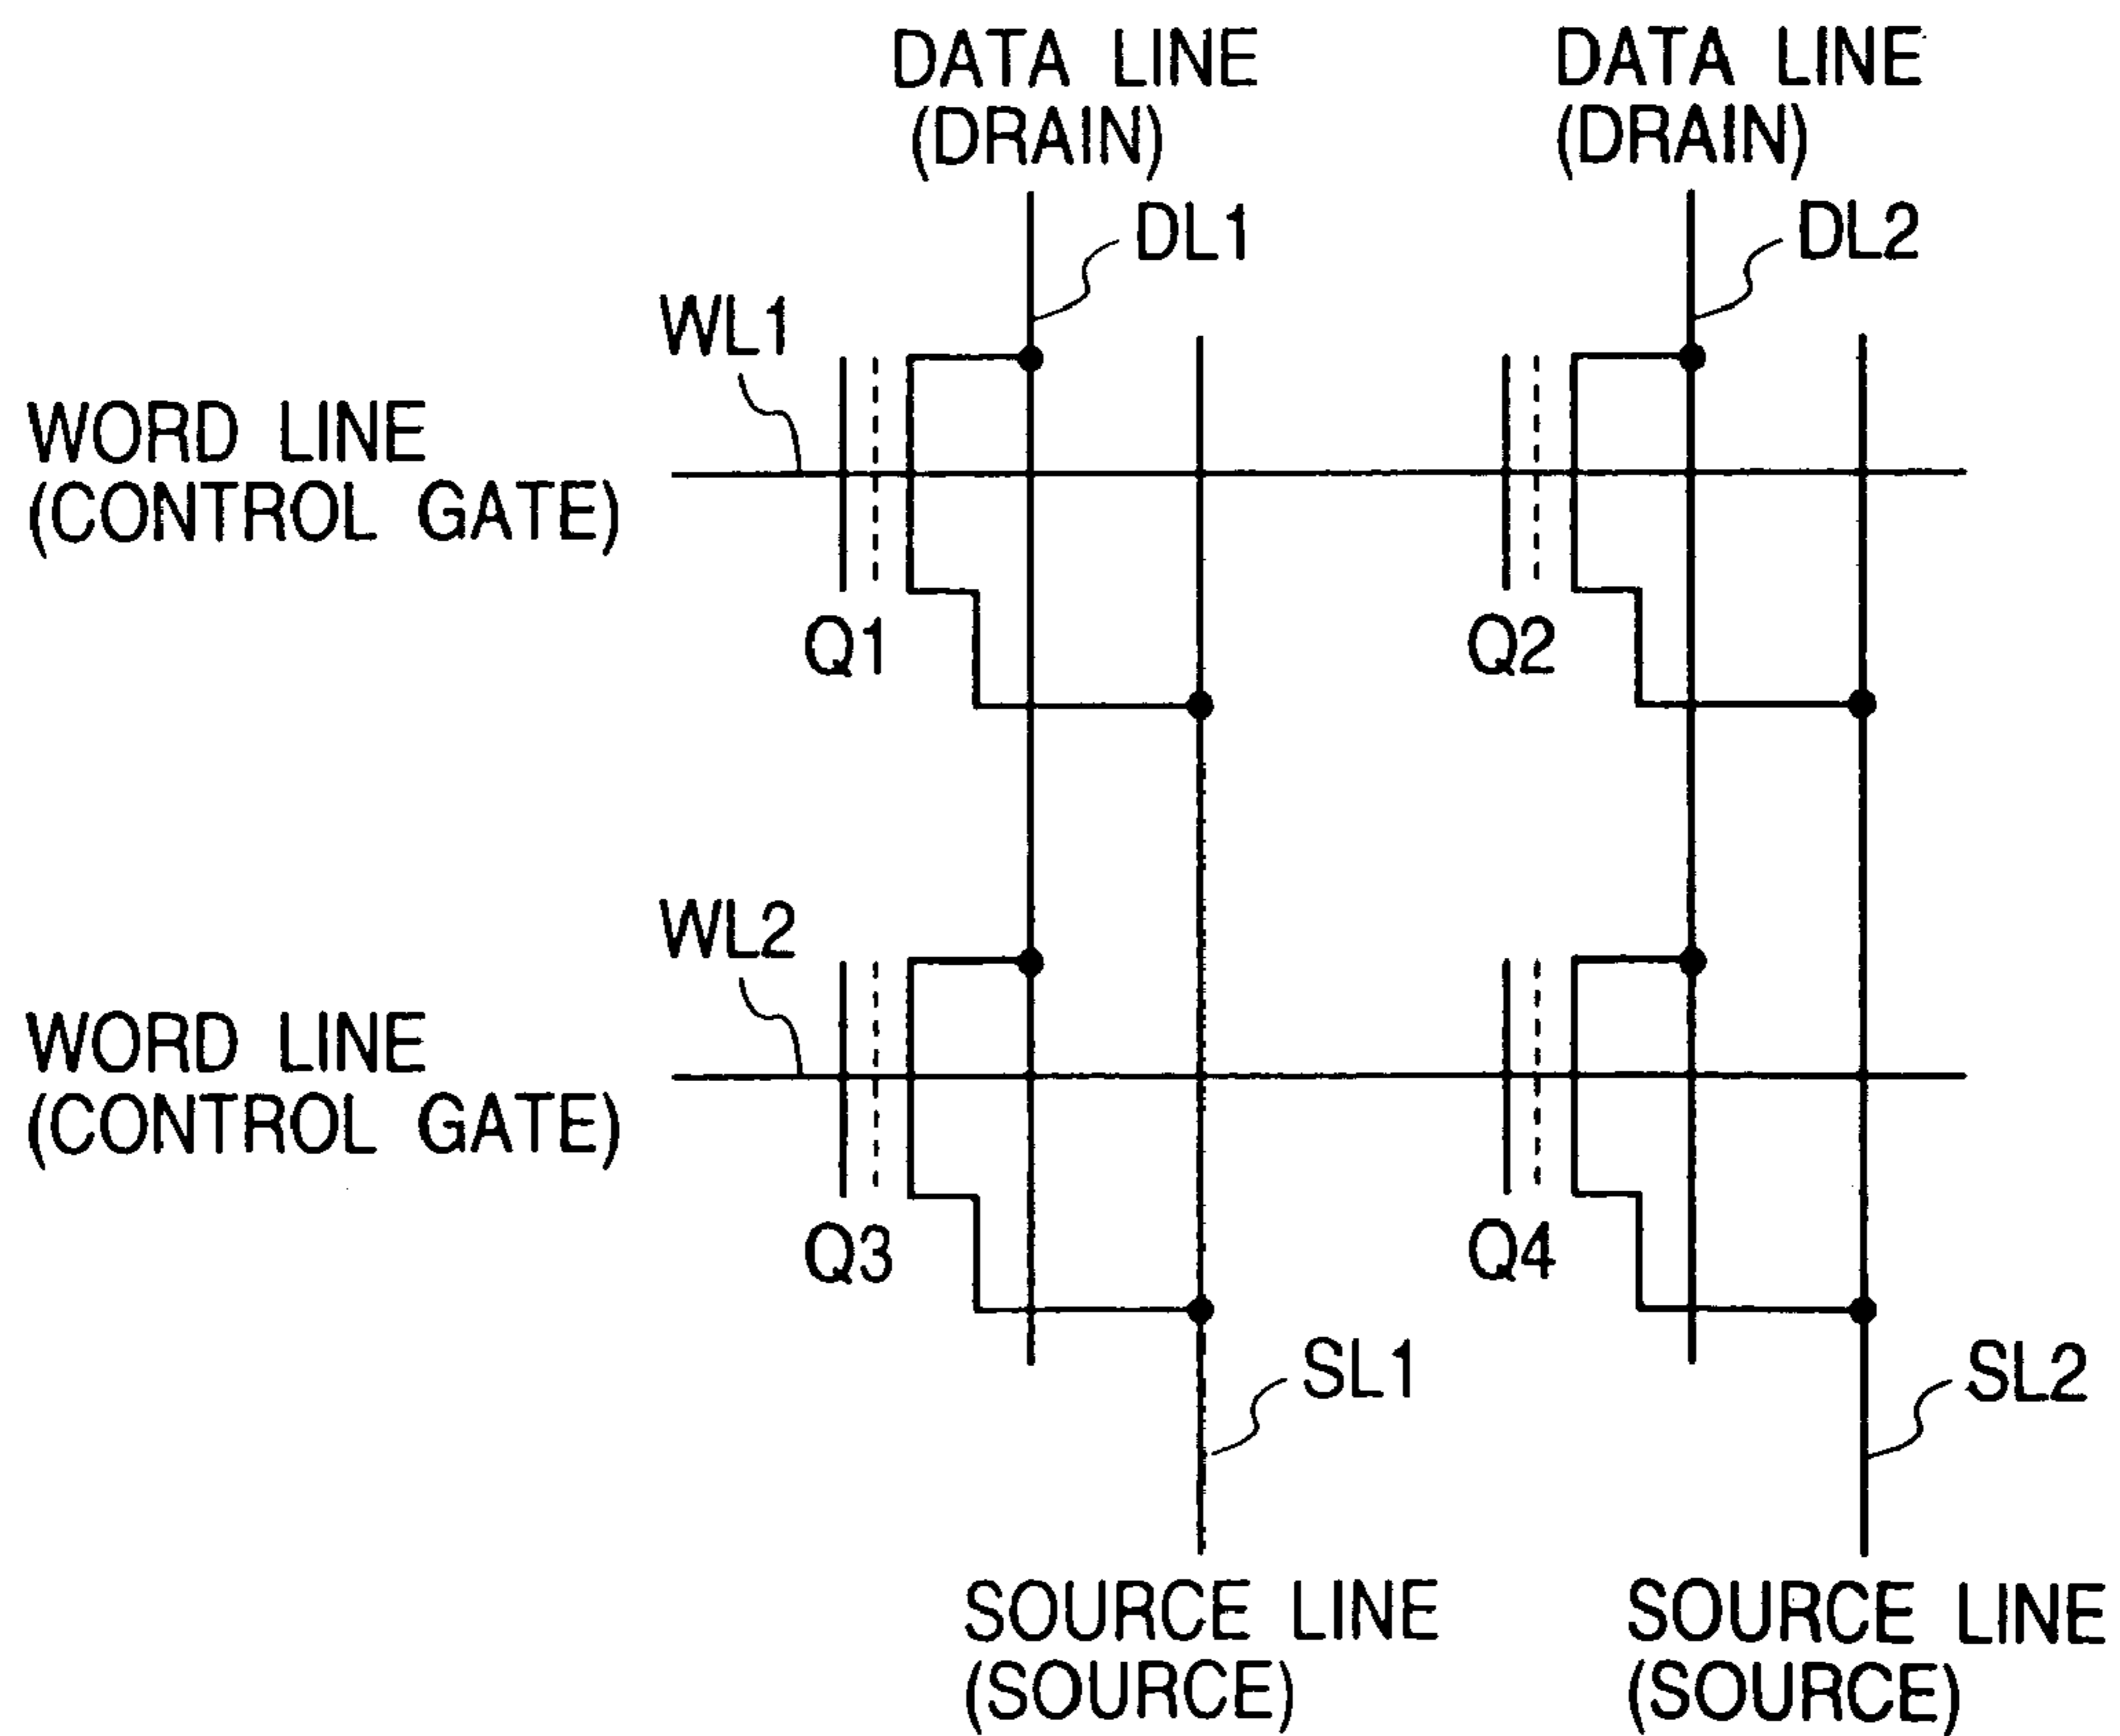 DATA LINE
(DRAIN)
DATA LINE
(DRAIN)
DL1
DL2
WL1
WORD LINE
(CONTROL GATE)
Q1
Q2
WL2
WORD LINE
(CONTROL GATE)
Q3
Q4
SL1
SL2
SOURCE LINE
(SOURCE)
SOURCE LINE
(SOURCE)